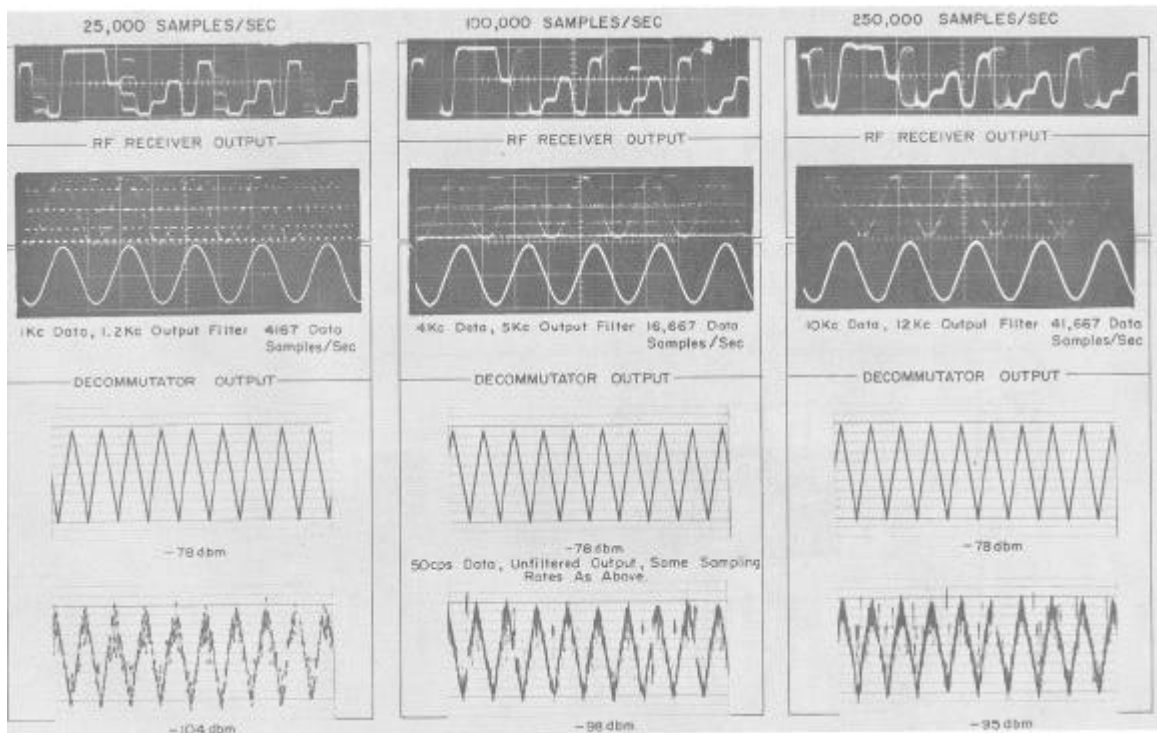 25,000 SAMPLES/SEC
100,000 SAMPLES/SEC
250,000 SAMPLES/SEC
RF RECEIVER OUTPUT
RF RECEIVER OUTPUT
RF RECEIVER OUTPUT
1Kc Data, 1.2Kc Output Filter 4167 Data
Samples/Sec
4Kc Data, 5Kc Output Filter 16,667 Data
Samples/Sec
10Kc Data, 12Kc Output Filter 41,667 Data
Samples/Sec
DECOMMUTATOR OUTPUT
DECOMMUTATOR OUTPUT
DECOMMUTATOR OUTPUT
-78 dbm
-78 dbm
-78 dbm
50cps Data, Unfiltered Output, Same Sampling
Rates As Above
-104 dbm
-98 dbm
-95 dbm